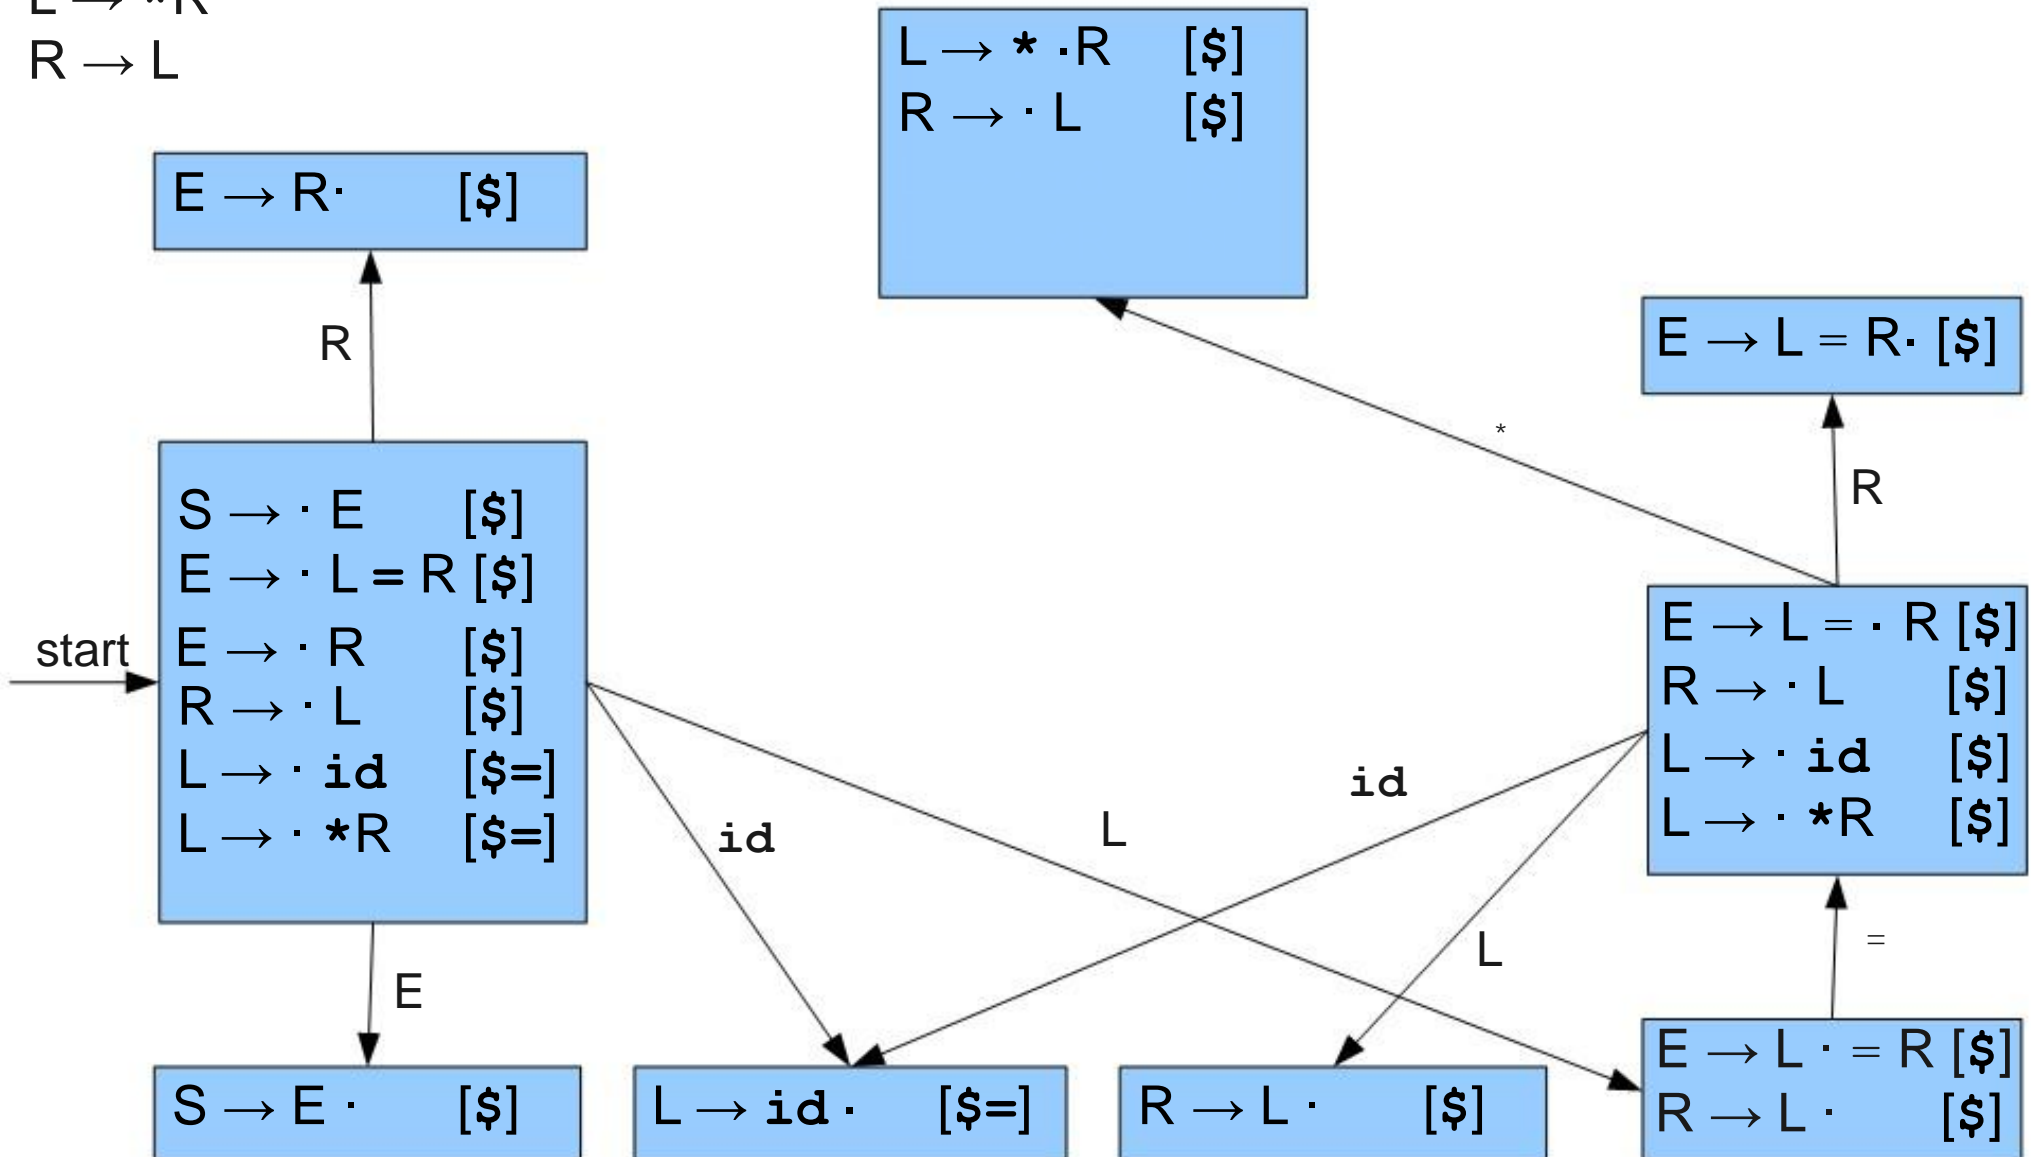 L → *R
R → L
L → * ·R [$]
R → · L [$]
E → R· [$]
R
*
E → L = R· [$]
R
S → · E [$]
E → · L = R [$]
E → · R [$]
R → · L [$]
L → · id [$=]
L → · *R [$=]
start
E → L = · R [$]
R → · L [$]
L → · id [$]
L → · *R [$]
id
L
id
L
=
E
S → E · [$]
L → id · [$=]
R → L · [$]
E → L · = R [$]
R → L · [$]